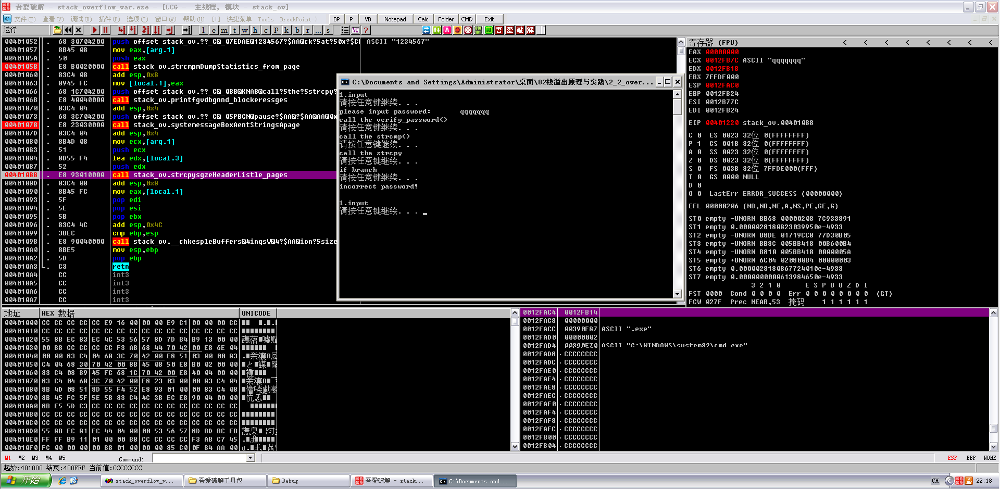 吾爱破解 - stack_overflow_var.exe - [LCG - 主线程, 模块 - stack_ov]
文件(F) 查看(V) 调试(D) 插件(P) 选项(T) 窗口(W) 帮助(H) [+] 快捷菜单 Tools BreakPoint-> BP P VB Notepad Calc Folder CMD Exit
运行 l e m t w h c p k b r ... s ? 吾 爱 破 解
00401052 . 68 30704200 push offset stack_ov.??_C@_07EDAE@1234567?$AA@ck?5at?50x?$C ASCII "1234567"
00401057 . 8B45 08 mov eax,[arg.1]
0040105A . 50 push eax
0040105B . E8 B0020000 call stack_ov.strcmpmDumpStatistics_from_page
00401060 . 83C4 08 add esp,0x8
00401063 . 8945 FC mov [local.1],eax
00401066 . 68 1C704200 push offset stack_ov.??_C@_0BB@KNAB@call?5the?5strcpy?
0040106B . E8 40040000 call stack_ov.printfgvdbgnnd_blockeressges
00401070 . 83C4 04 add esp,0x4
00401073 . 68 3C704200 push offset stack_ov.??_C@_05PBCN@pause?$AA@?$AA@AA@0x
00401078 . E8 23030000 call stack_ov.systemessageBoxAentStringsApage
0040107D . 83C4 04 add esp,0x4
00401080 . 8B4D 08 mov ecx,[arg.1]
00401083 . 51 push ecx
00401084 . 8D55 F4 lea edx,[local.3]
00401087 . 52 push edx
00401088 . E8 93010000 call stack_ov.strcpysgzeHeaderListle_pages
0040108D . 83C4 08 add esp,0x8
00401090 . 8B45 FC mov eax,[local.1]
00401093 . 5F pop edi
00401094 . 5E pop esi
00401095 . 5B pop ebx
00401096 . 83C4 4C add esp,0x4C
00401099 . 3BEC cmp ebp,esp
0040109B . E8 90040000 call stack_ov.__chkespleBuffers@4ingsW@4?$AA@ion?5size
004010A0 . 8BE5 mov esp,ebp
004010A2 . 5D pop ebp
004010A3 . C3 retn
004010A4 CC int3
004010A5 CC int3
004010A6 CC int3
004010A7 CC int3
C:\Documents and Settings\Administrator\桌面\02栈溢出原理与实践\2_2_over...
1.input
请按任意键继续. . .
please input password: qqqqqqq
call the verify_password()
请按任意键继续. . .
call the strcmp()
请按任意键继续. . .
call the strcpy
请按任意键继续. . .
if branch
请按任意键继续. . .
incorrect password!
1.input
请按任意键继续. . .
寄存器 (FPU) < < < < < < < <
EAX 00000000
ECX 0012FB7C ASCII "qqqqqqq"
EDX 0012FB18
EBX 7FFDF000
ESP 0012FAC0
EBP 0012FB24
ESI 0012B77C
EDI 0012FB24
EIP 00401220 stack_ov.00401088
C 0 ES 0023 32位 0(FFFFFFFF)
P 1 CS 001B 32位 0(FFFFFFFF)
A 0 SS 0023 32位 0(FFFFFFFF)
Z 0 DS 0023 32位 0(FFFFFFFF)
S 0 FS 003B 32位 7FFDE000(FFF)
T 0 GS 0000 NULL
D 0
O 0 LastErr ERROR_SUCCESS (00000000)
EFL 00000206 (NO,NB,NE,A,NS,PE,GE,G)
ST0 empty -UNORM BB68 00000208 7C933891
ST1 empty 0.0000028180823039950e-4933
ST2 empty -UNORM B8DE 01719CC8 77D30B05
ST3 empty -UNORM BB8C 005BB418 00B600B4
ST4 empty -UNORM B810 005BB418 0000005A
ST5 empty +UNORM 6C04 020800B4 00000003
ST6 empty 0.0000028180867724010e-4933
ST7 empty 0.0000000000613984650e-4933
3 2 1 0 E S P U O Z D I
FST 0000 Cond 0 0 0 0 Err 0 0 0 0 0 0 0 0 (GT)
FCW 027F Prec NEAR,53 掩码 1 1 1 1 1 1
地址 HEX 数据 UNICODE
00401000 CC CC CC CC CC E9 16 00 00 00 E9 C1 00 00 00 CC
00401010 CC CC CC CC CC CC CC CC CC CC CC CC CC CC CC CC
00401020 55 8B EC 83 EC 4C 53 56 57 8D 7D B4 B9 13 00 00
00401030 00 B8 CC CC CC CC F3 AB 68 44 70 42 00 E8 6E 04
00401040 00 00 83 C4 04 68 3C 70 42 00 E8 51 03 00 00 83
00401050 C4 04 68 30 70 42 00 8B 45 08 50 E8 B0 02 00 00
00401060 83 C4 08 89 45 FC 68 1C 70 42 00 E8 40 04 00 00
00401070 83 C4 04 68 3C 70 42 00 E8 23 03 00 00 83 C4 04
00401080 8B 4D 08 51 8D 55 F4 52 E8 93 01 00 00 83 C4 08
00401090 8B 45 FC 5F 5E 5B 83 C4 4C 3B EC E8 90 04 00 00
004010A0 8B E5 5D C3 CC CC CC CC CC CC CC CC CC CC CC CC
004010B0 CC CC CC CC CC CC CC CC CC CC CC CC CC CC CC CC
004010C0 CC CC CC CC CC CC CC CC CC CC CC CC CC CC CC CC
004010D0 55 8B EC 81 EC 44 04 00 00 53 56 57 8D BD BC FB
004010E0 FF FF B9 11 01 00 00 B8 CC CC CC CC F3 AB C7 45
004010F0 FC 00 00 00 00 B8 01 00 00 00 85 C0 0F 84 AA 00
0012FAC4 0012FB14
0012FAC8 00000000
0012FACC 00390F87 ASCII ".exe"
0012FAD0 00000002
0012FAD4 00390E70 ASCII "C:\WINDOWS\system32\cmd.exe"
0012FAD8 CCCCCCCC
0012FADC CCCCCCCC
0012FAE0 CCCCCCCC
0012FAE4 CCCCCCCC
0012FAE8 CCCCCCCC
0012FAEC CCCCCCCC
0012FAF0 CCCCCCCC
0012FAF4 CCCCCCCC
0012FAF8 CCCCCCCC
0012FAFC CCCCCCCC
0012FB00 CCCCCCCC
0012FB04 CCCCCCCC
M1 M2 M3 M4 M5 Command: ESP EBP NONE
起始:401000 结束:400FFF 当前值:CCCCCCCC
开始 stack_overflow_v... 吾爱破解工具包 Debug 吾爱破解 - stack... C:\Documents and... CH 22:18